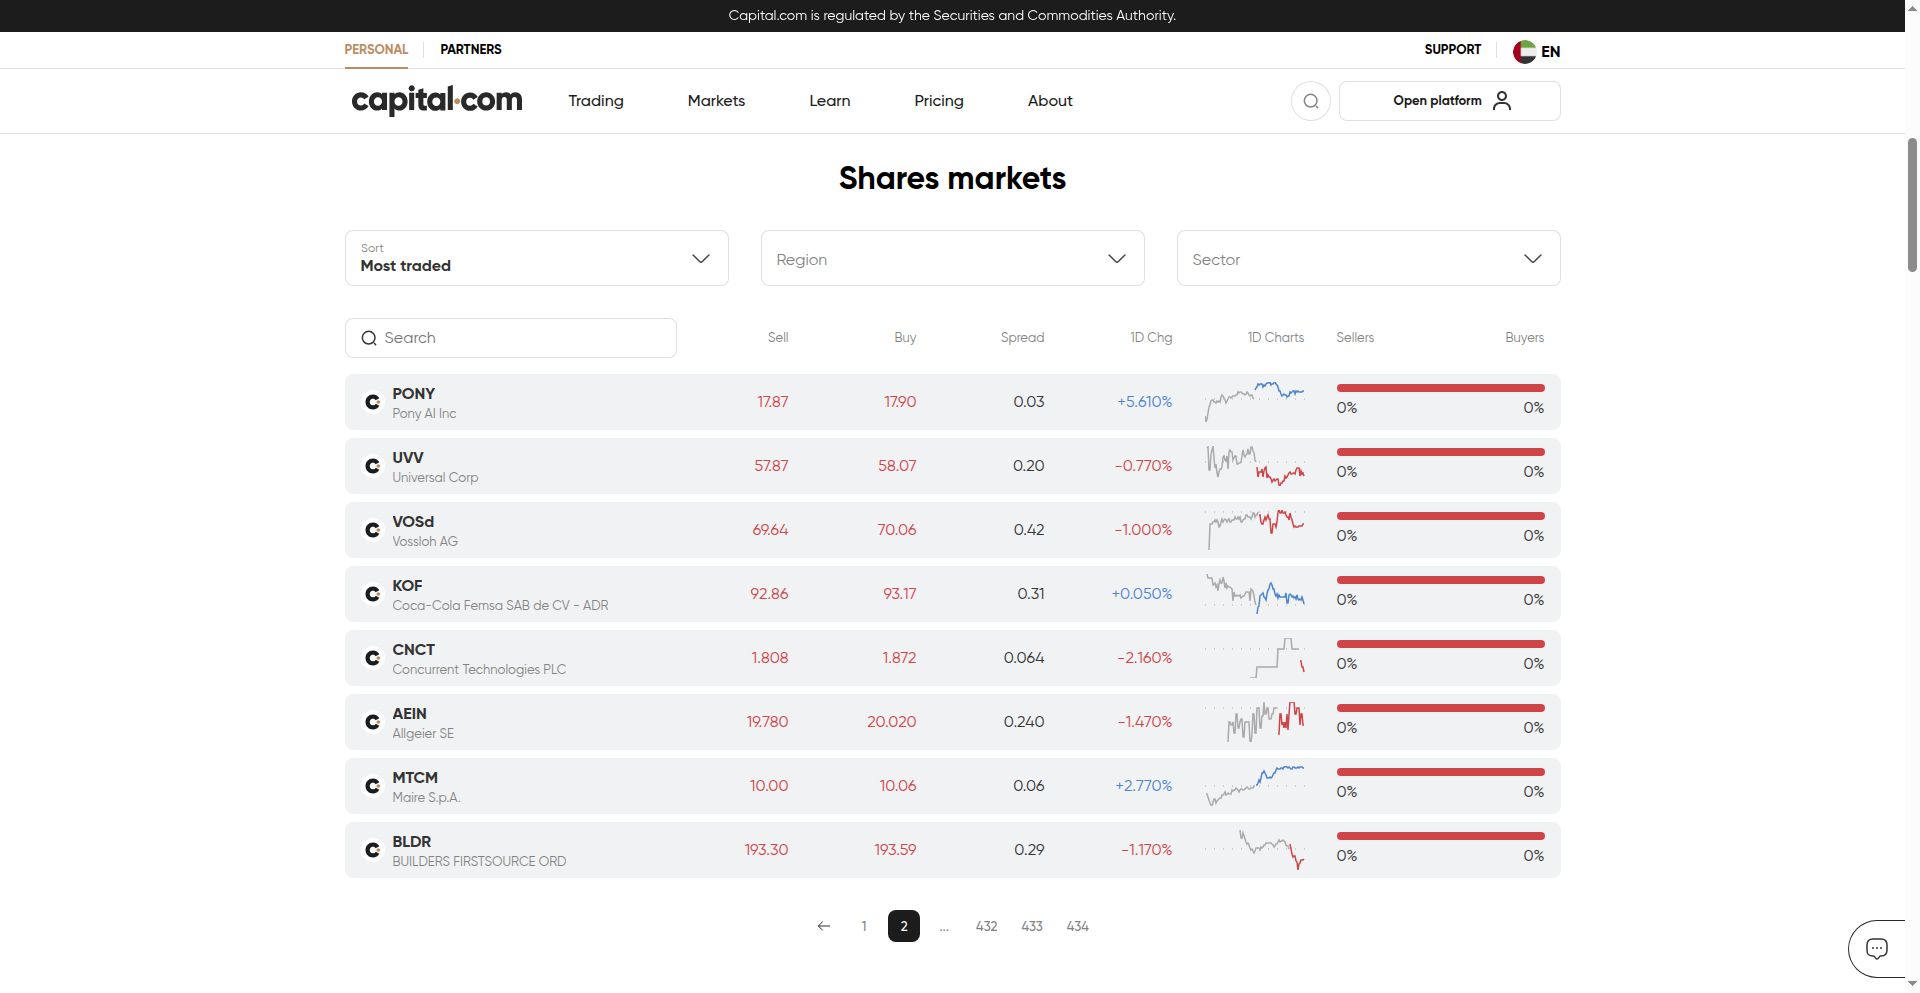 Capital.com is regulated by the Securities and Commodities Authority.
PERSONAL PARTNERS SUPPORT EN
capital.com Trading Markets Learn Pricing About Open platform
Shares markets
Sort
Most traded Region Sector
Search Sell Buy Spread 1D Chg 1D Charts Sellers Buyers
PONY
Pony AI Inc 17.87 17.90 0.03 +5.610% 0% 0%
UVV
Universal Corp 57.87 58.07 0.20 -0.770% 0% 0%
VOSd
Vossloh AG 69.64 70.06 0.42 -1.000% 0% 0%
KOF
Coca-Cola Femsa SAB de CV - ADR 92.86 93.17 0.31 +0.050% 0% 0%
CNCT
Concurrent Technologies PLC 1.808 1.872 0.064 -2.160% 0% 0%
AEIN
Allgeier SE 19.780 20.020 0.240 -1.470% 0% 0%
MTCM
Maire S.p.A. 10.00 10.06 0.06 +2.770% 0% 0%
BLDR
BUILDERS FIRSTSOURCE ORD 193.30 193.59 0.29 -1.170% 0% 0%
1 2 ... 432 433 434